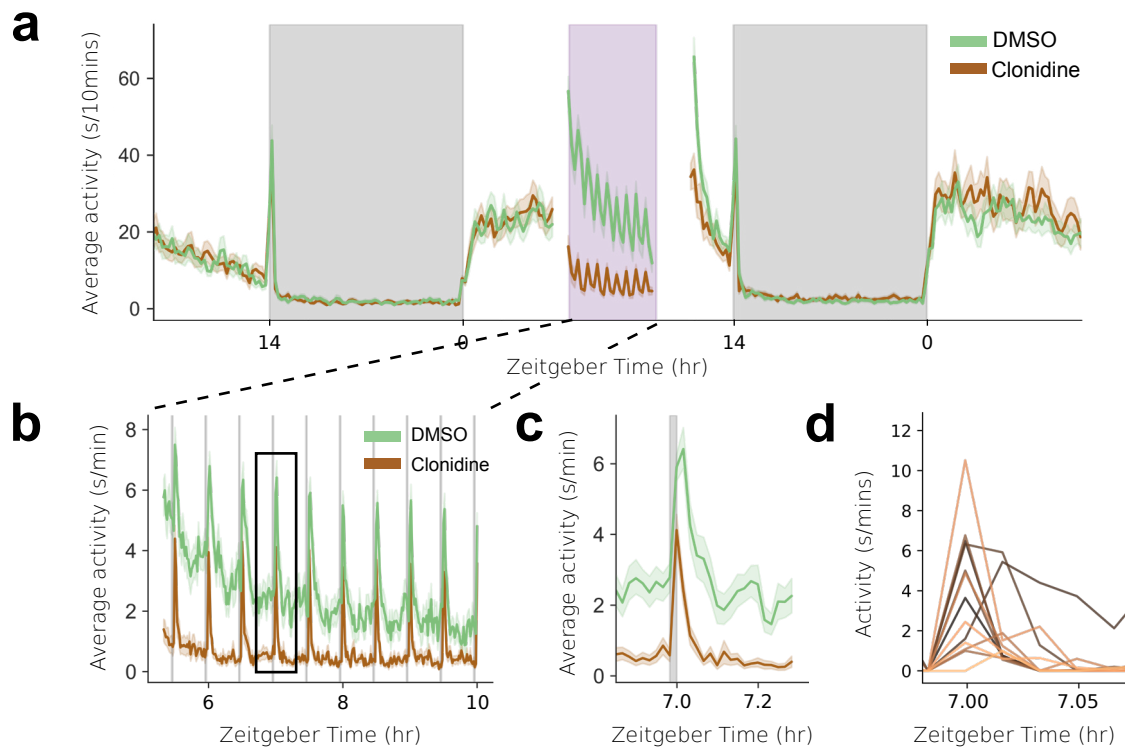 a
Average activity (s/10mins)
60
40
20
0
DMSO
Clonidine
14
0
14
0
Zeitgeber Time (hr)
b
Average activity (s/min)
8
6
4
2
0
DMSO
Clonidine
6
8
10
Zeitgeber Time (hr)
c
Average activity (s/min)
6
4
2
0
7.0
7.2
Zeitgeber Time (hr)
d
Activity (s/mins)
12
10
8
6
4
2
0
7.00
7.05
Zeitgeber Time (hr)